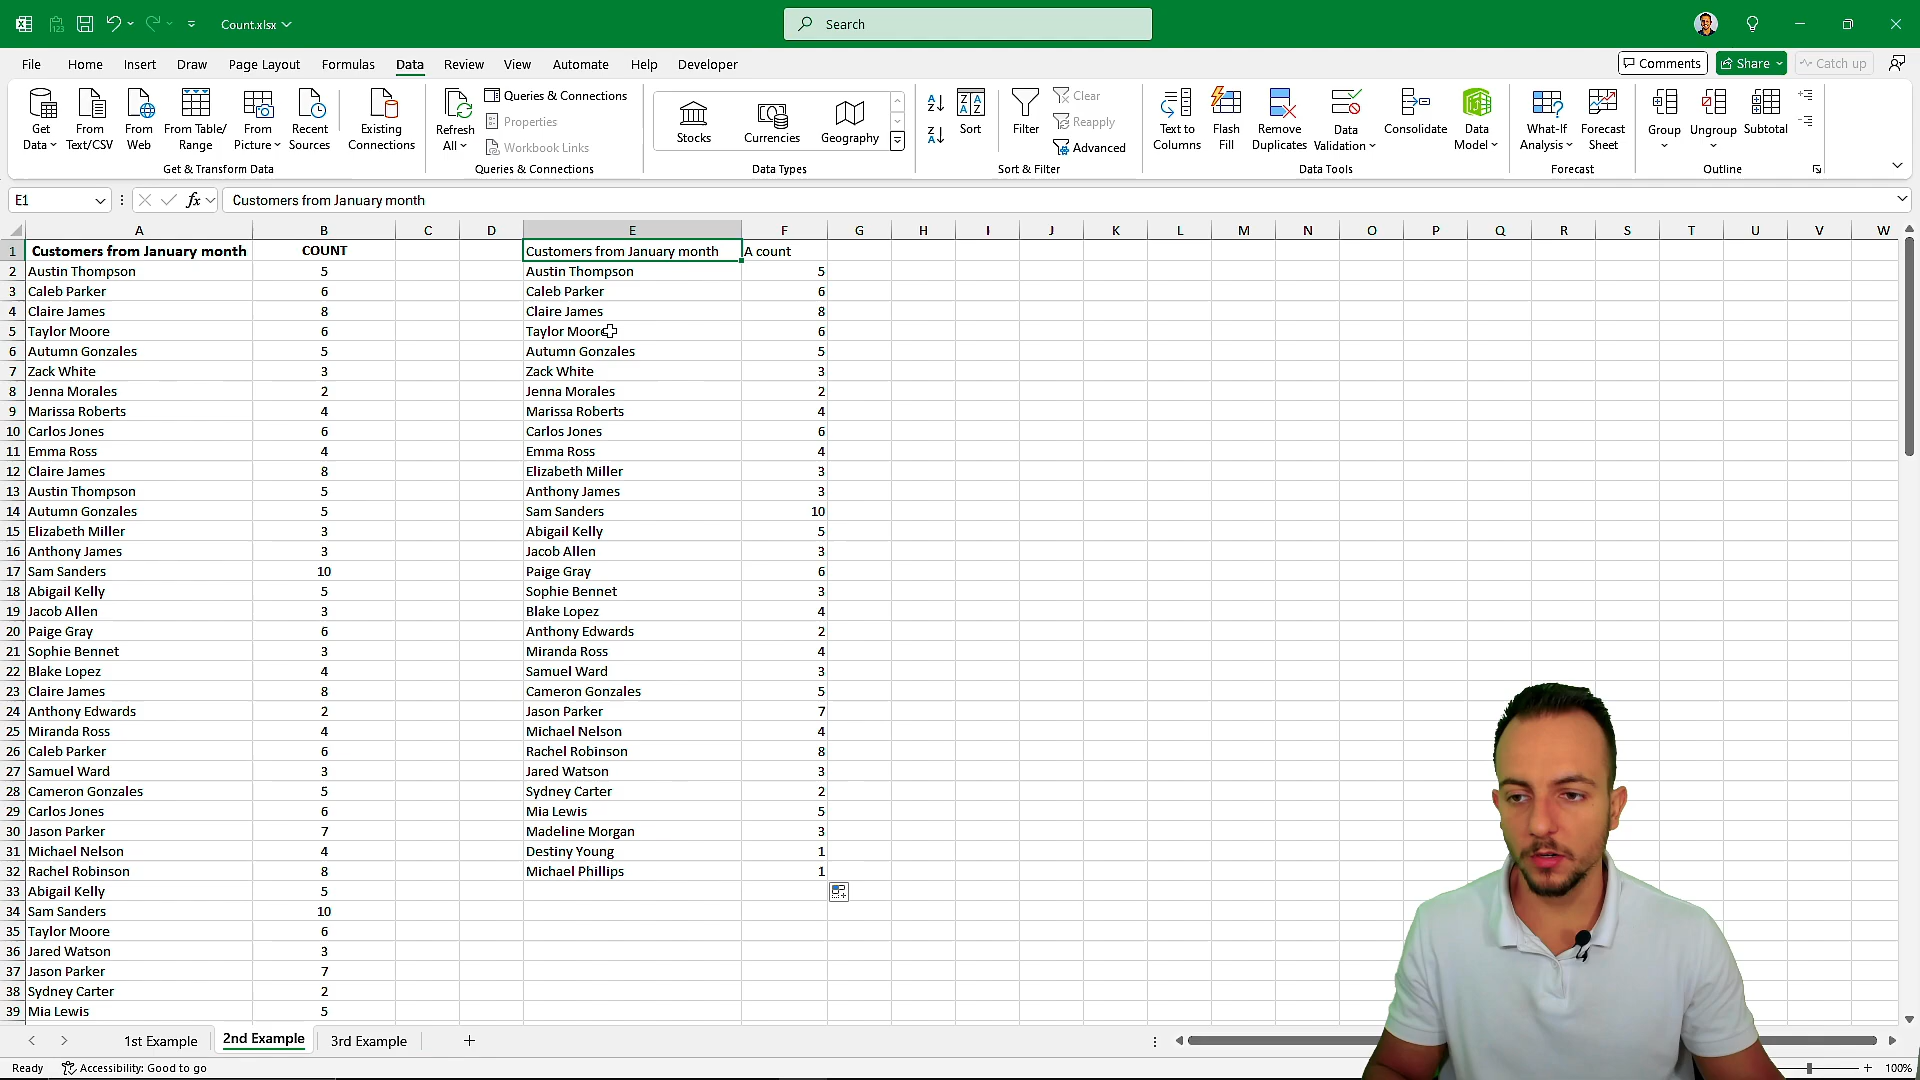 Count.xlsx
Search
File Home Insert Draw Page Layout Formulas Data Review View Automate Help Developer
Comments Share Catch up
Get Data From Text/CSV From Web From Table/Range From Picture Recent Sources Existing Connections
Refresh All Queries & Connections Properties Workbook Links
Stocks Currencies Geography
Sort Filter Clear Reapply Advanced
Text to Columns Flash Fill Remove Duplicates Data Validation Consolidate Data Model
What-If Analysis Forecast Sheet Group Ungroup Subtotal
Get & Transform Data Queries & Connections Data Types Sort & Filter Data Tools Forecast Outline
E1 fx Customers from January month
A B C D E F G H I J K L M N O P Q R S T U V W
1 Customers from January month COUNT Customers from January month A count
2 Austin Thompson 5 Austin Thompson 5
3 Caleb Parker 6 Caleb Parker 6
4 Claire James 8 Claire James 8
5 Taylor Moore 6 Taylor Moore 6
6 Autumn Gonzales 5 Autumn Gonzales 5
7 Zack White 3 Zack White 3
8 Jenna Morales 2 Jenna Morales 2
9 Marissa Roberts 4 Marissa Roberts 4
10 Carlos Jones 6 Carlos Jones 6
11 Emma Ross 4 Emma Ross 4
12 Claire James 8 Elizabeth Miller 3
13 Austin Thompson 5 Anthony James 3
14 Autumn Gonzales 5 Sam Sanders 10
15 Elizabeth Miller 3 Abigail Kelly 5
16 Anthony James 3 Jacob Allen 3
17 Sam Sanders 10 Paige Gray 6
18 Abigail Kelly 5 Sophie Bennet 3
19 Jacob Allen 3 Blake Lopez 4
20 Paige Gray 6 Anthony Edwards 2
21 Sophie Bennet 3 Miranda Ross 4
22 Blake Lopez 4 Samuel Ward 3
23 Claire James 8 Cameron Gonzales 5
24 Anthony Edwards 2 Jason Parker 7
25 Miranda Ross 4 Michael Nelson 4
26 Caleb Parker 6 Rachel Robinson 8
27 Samuel Ward 3 Jared Watson 3
28 Cameron Gonzales 5 Sydney Carter 2
29 Carlos Jones 6 Mia Lewis 5
30 Jason Parker 7 Madeline Morgan 3
31 Michael Nelson 4 Destiny Young 1
32 Rachel Robinson 8 Michael Phillips 1
33 Abigail Kelly 5
34 Sam Sanders 10
35 Taylor Moore 6
36 Jared Watson 3
37 Jason Parker 7
38 Sydney Carter 2
39 Mia Lewis 5
1st Example 2nd Example 3rd Example
Ready Accessibility: Good to go 100%